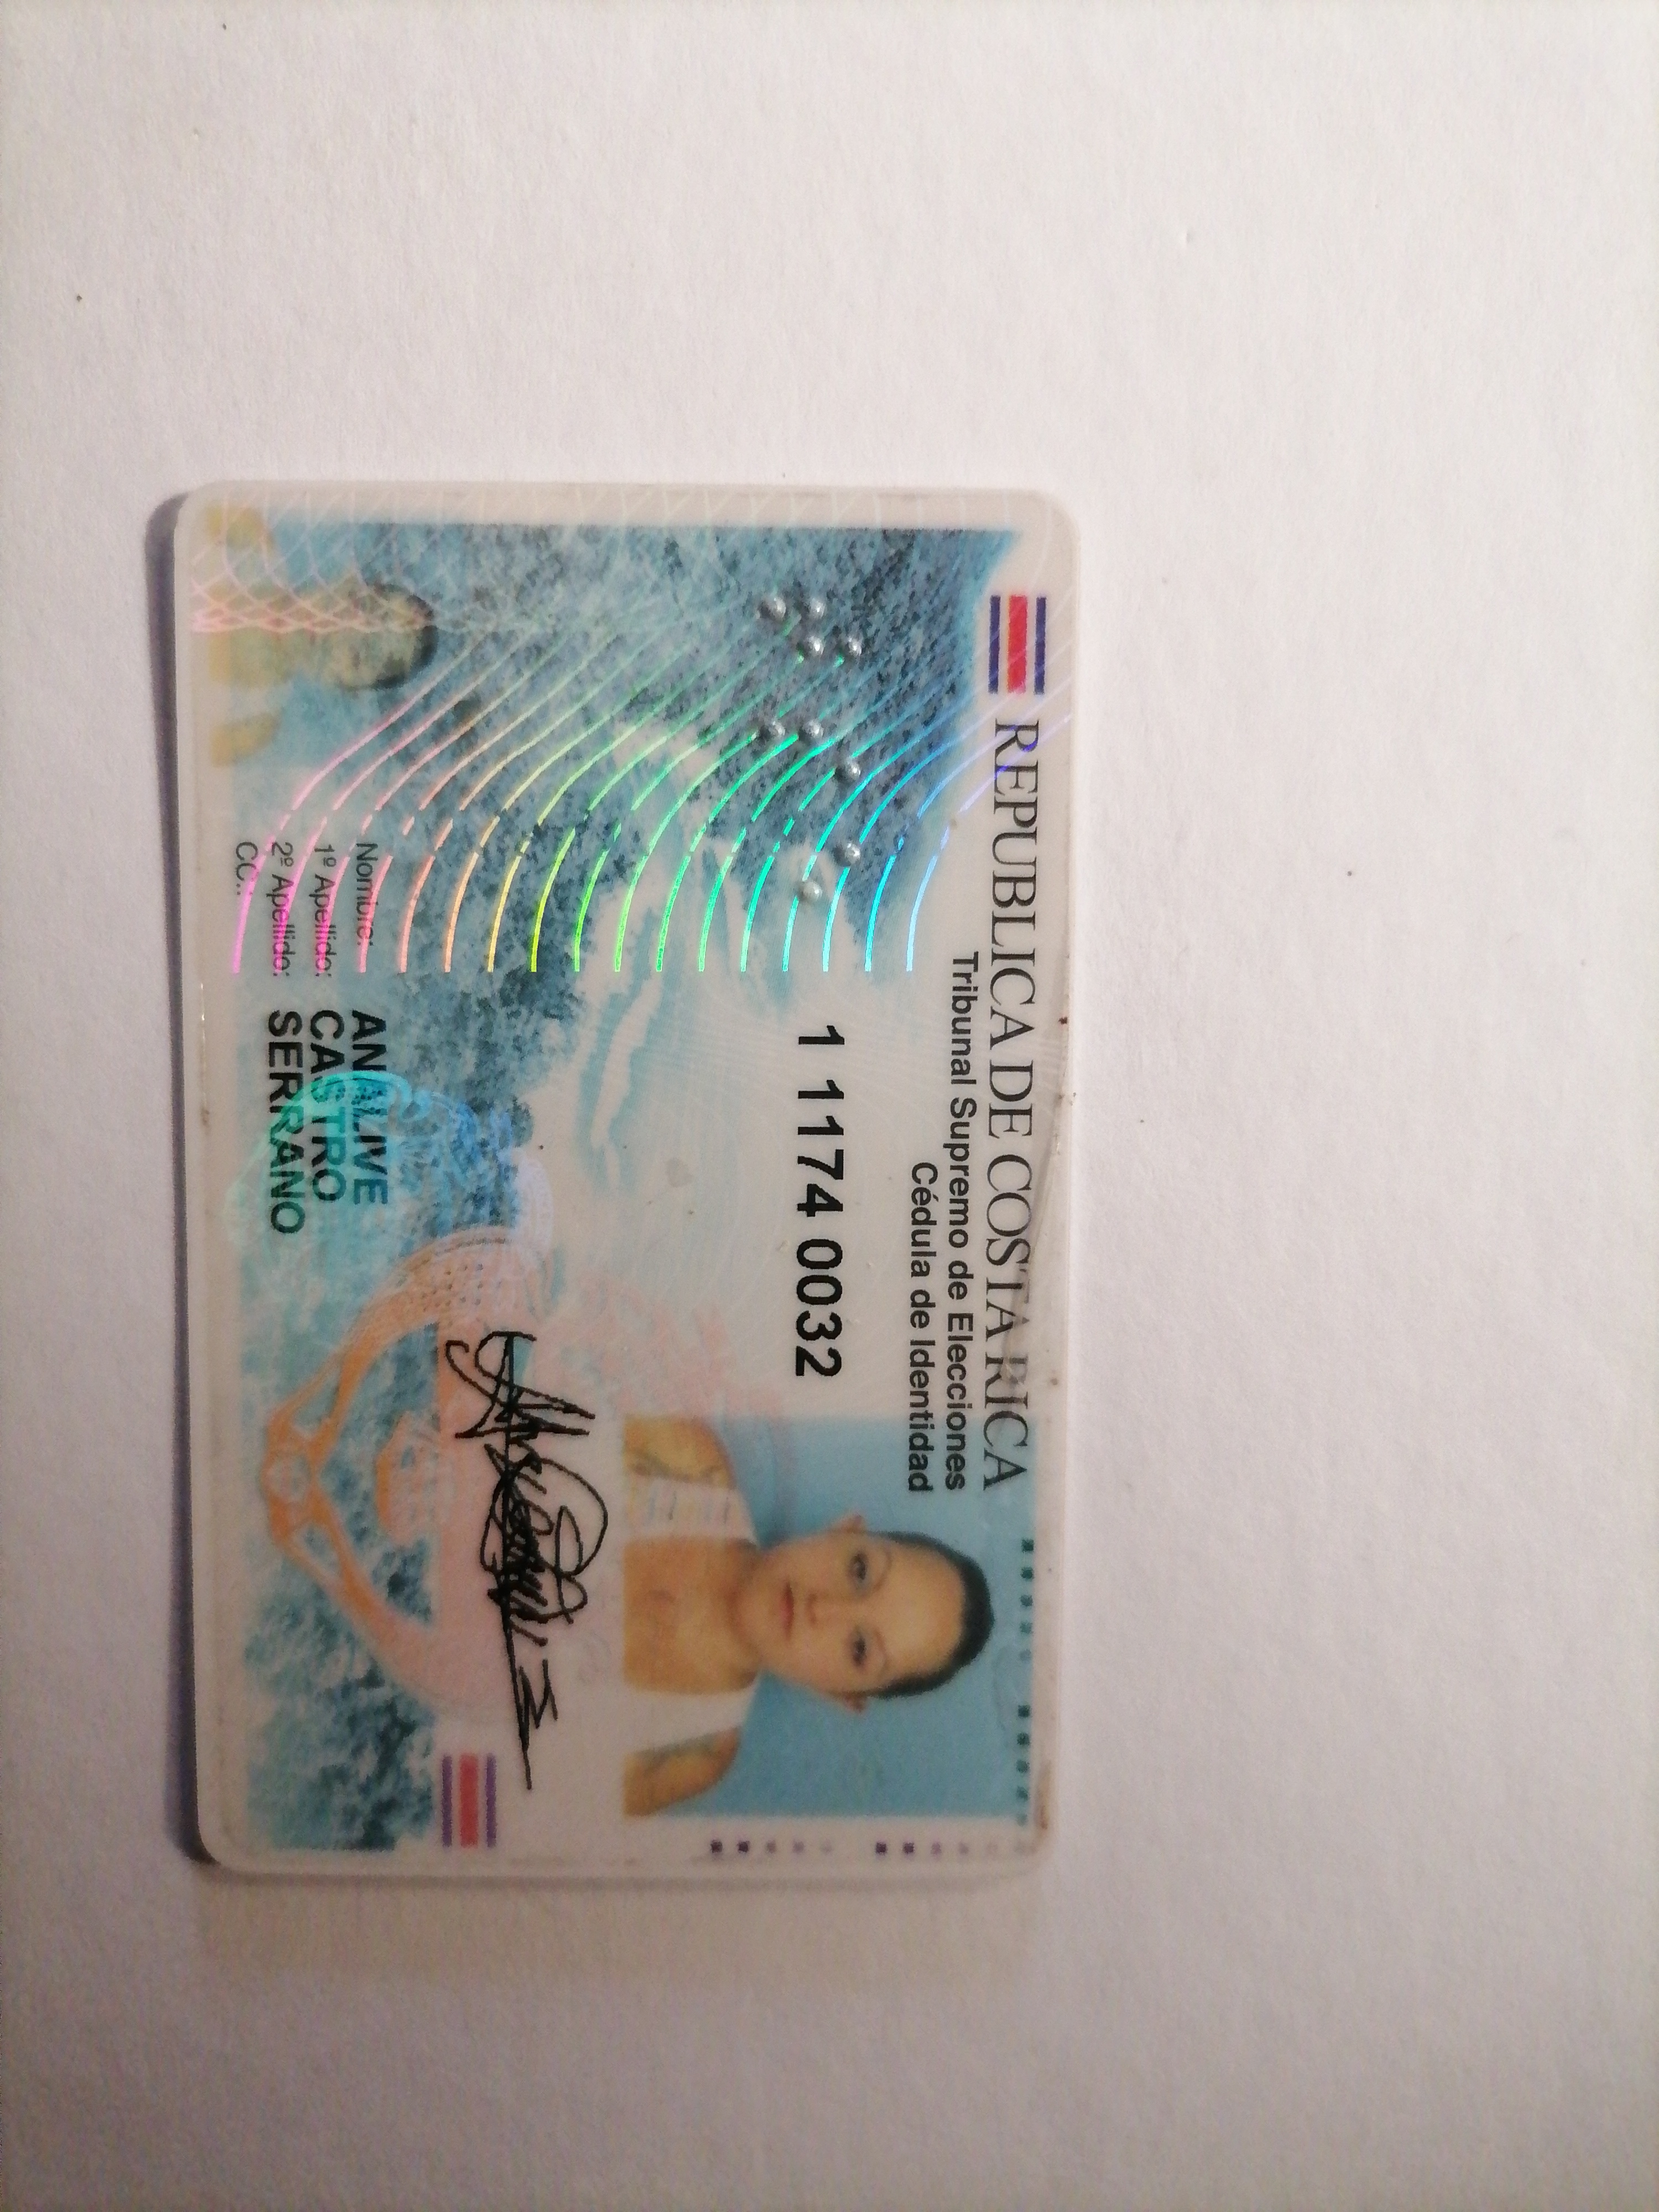 REPUBLICA DE COSTA RICA
Tribunal Supremo de Elecciones
Cédula de Identidad
1 1174 0032
Nombre: ANALIVE
1º Apellido: CASTRO
2º Apellido: SERRANO
C.C.: